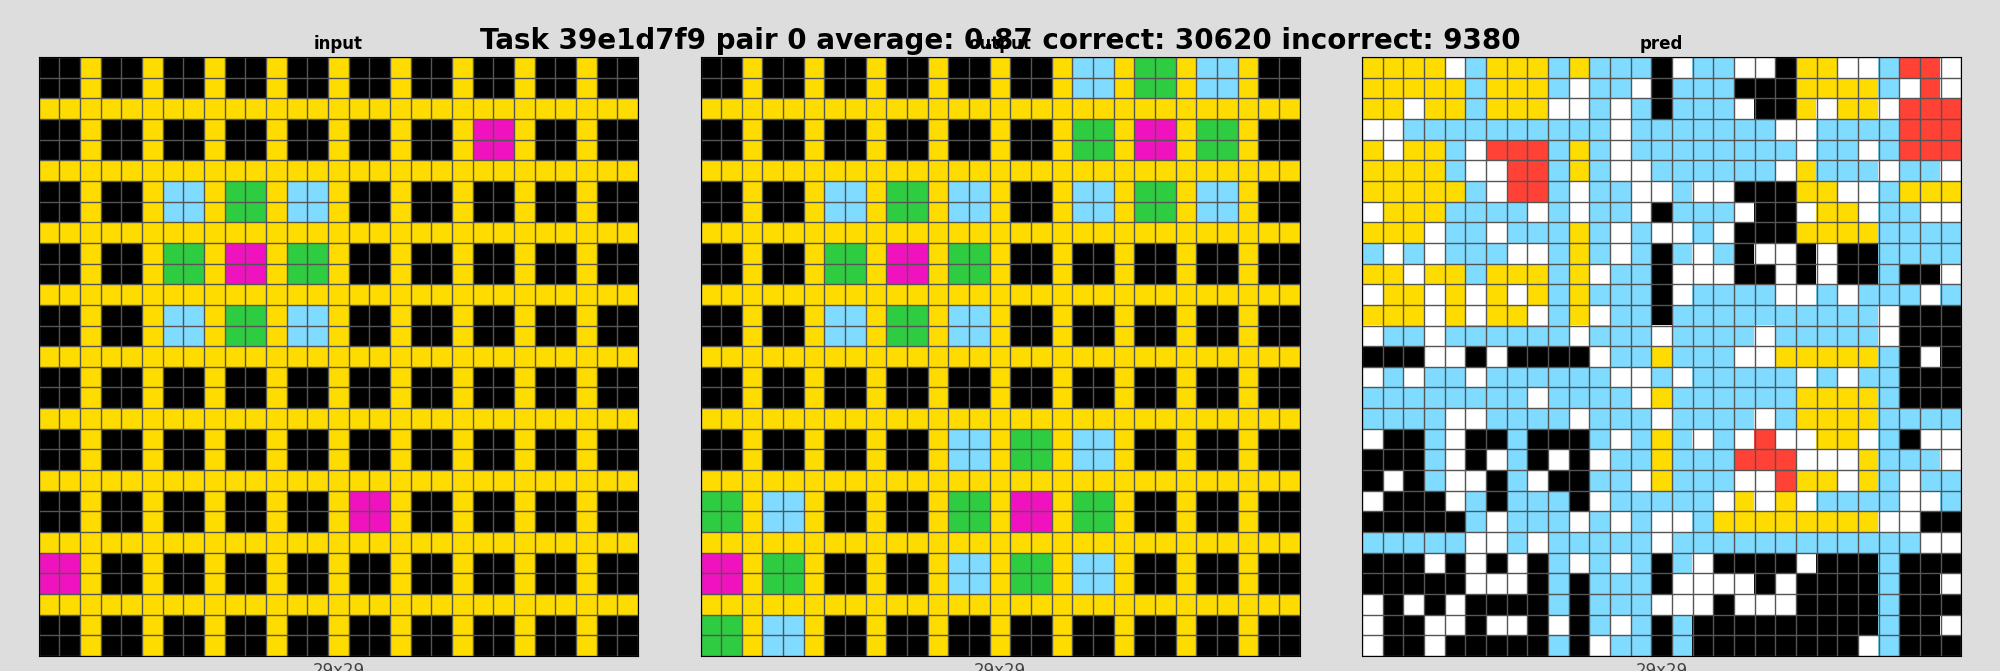 Task 39e1d7f9 pair 0 average: 0.87 correct: 30620 incorrect: 9380
input
output
pred
29x29
29x29
29x29